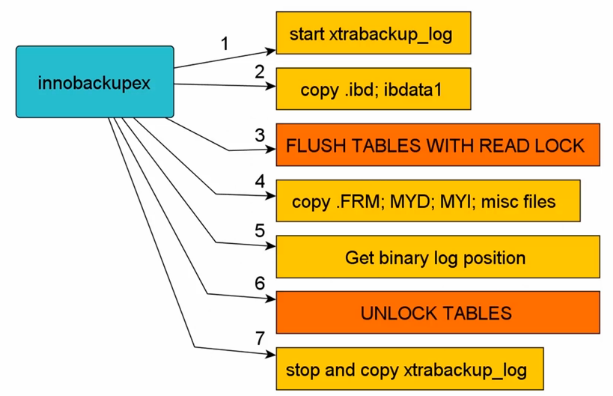 innobackupex
1
start xtrabackup_log
2
copy .ibd; ibdata1
3
FLUSH TABLES WITH READ LOCK
4
copy .FRM; MYD; MYI; misc files
5
Get binary log position
6
UNLOCK TABLES
7
stop and copy xtrabackup_log